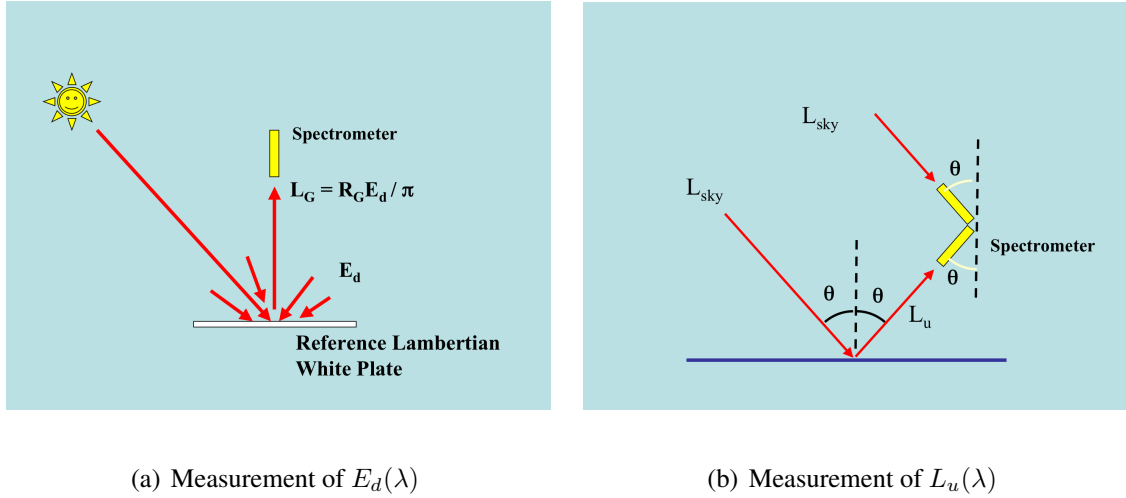 Spectrometer
L_G = R_G E_d / π
E_d
Reference Lambertian
White Plate
(a) Measurement of E_d(λ)
L_sky
θ
L_sky
Spectrometer
θ
θ
θ
L_u
(b) Measurement of L_u(λ)